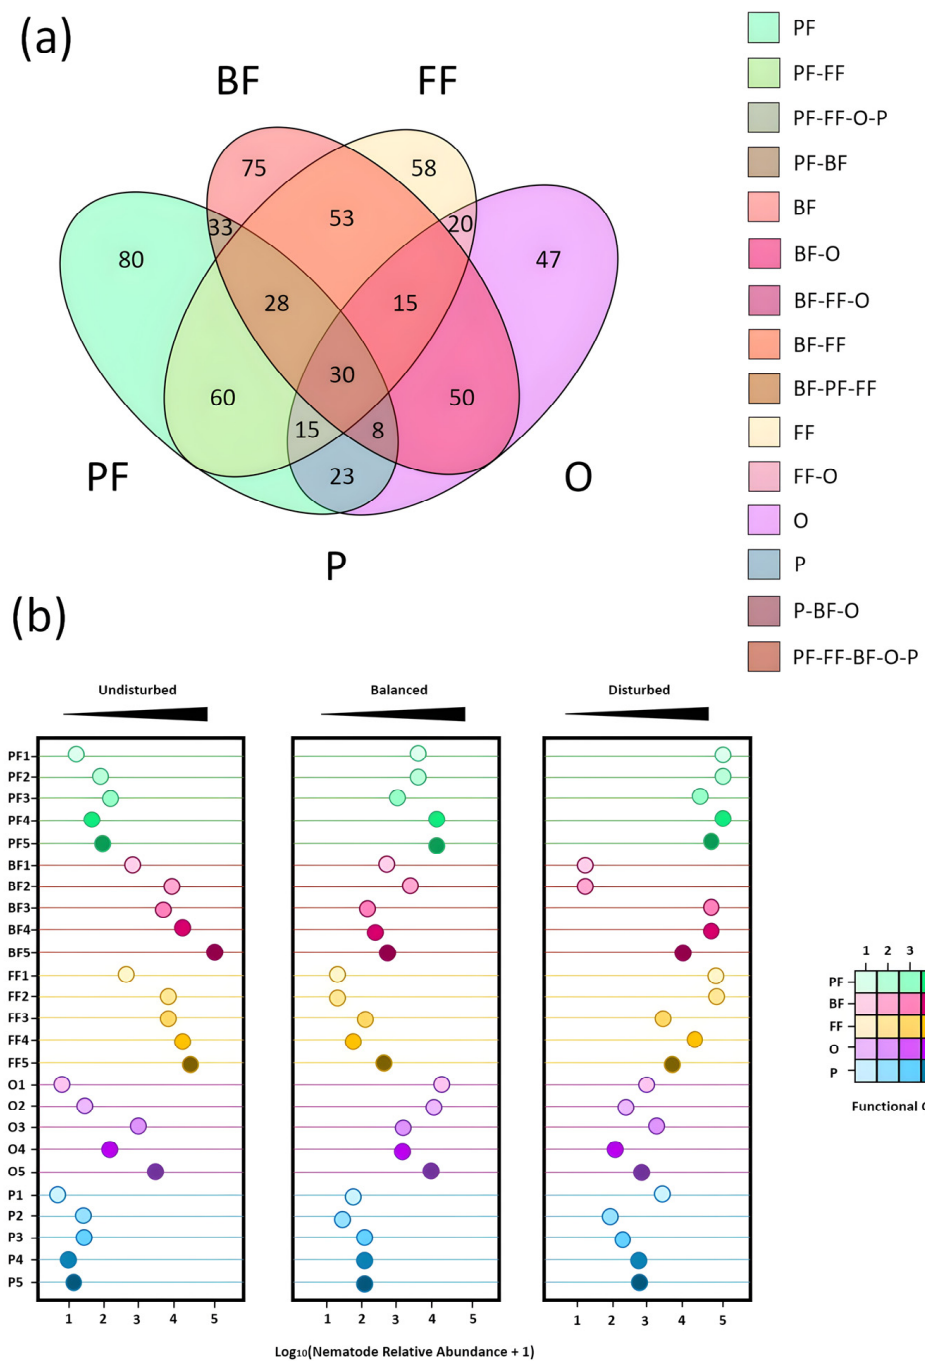 (a)
BF
FF
PF
O
P
75
58
53
33
20
80
47
28
15
30
60
50
15
8
23
PF
PF-FF
PF-FF-O-P
PF-BF
BF
BF-O
BF-FF-O
BF-FF
BF-PF-FF
FF
FF-O
O
P
P-BF-O
PF-FF-BF-O-P
(b)
Undisturbed
Balanced
Disturbed
PF1
PF2
PF3
PF4
PF5
BF1
BF2
BF3
BF4
BF5
FF1
FF2
FF3
FF4
FF5
O1
O2
O3
O4
O5
P1
P2
P3
P4
P5
1 2 3 4 5
1 2 3 4 5
1 2 3 4 5
Log₁₀(Nematode Relative Abundance + 1)
1 2 3
PF
BF
FF
O
P
Functional